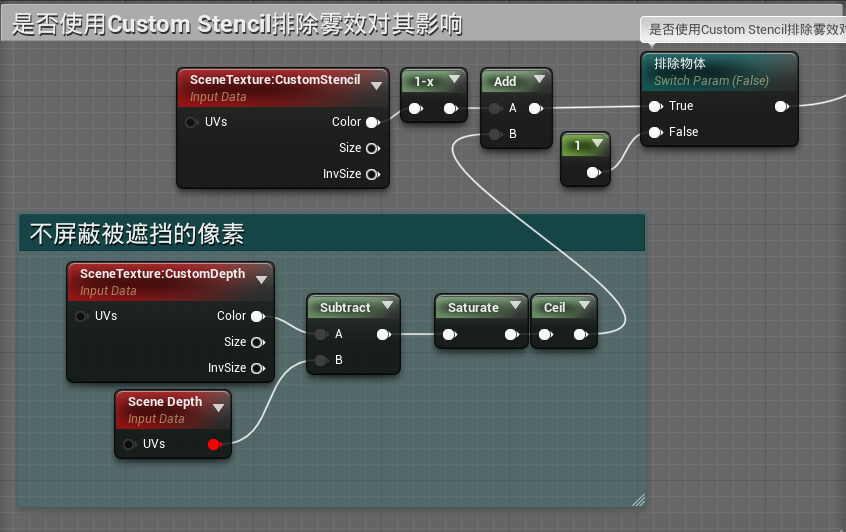 是否使用Custom Stencil排除雾效对其影响
是否使用Custom Stencil排除雾效对
SceneTexture:CustomStencil
Input Data
UVs
Color
Size
InvSize
1-x
Add
A
B
1
排除物体
Switch Param (False)
True
False
不屏蔽被遮挡的像素
SceneTexture:CustomDepth
Input Data
UVs
Color
Size
InvSize
Scene Depth
Input Data
UVs
Subtract
A
B
Saturate
Ceil